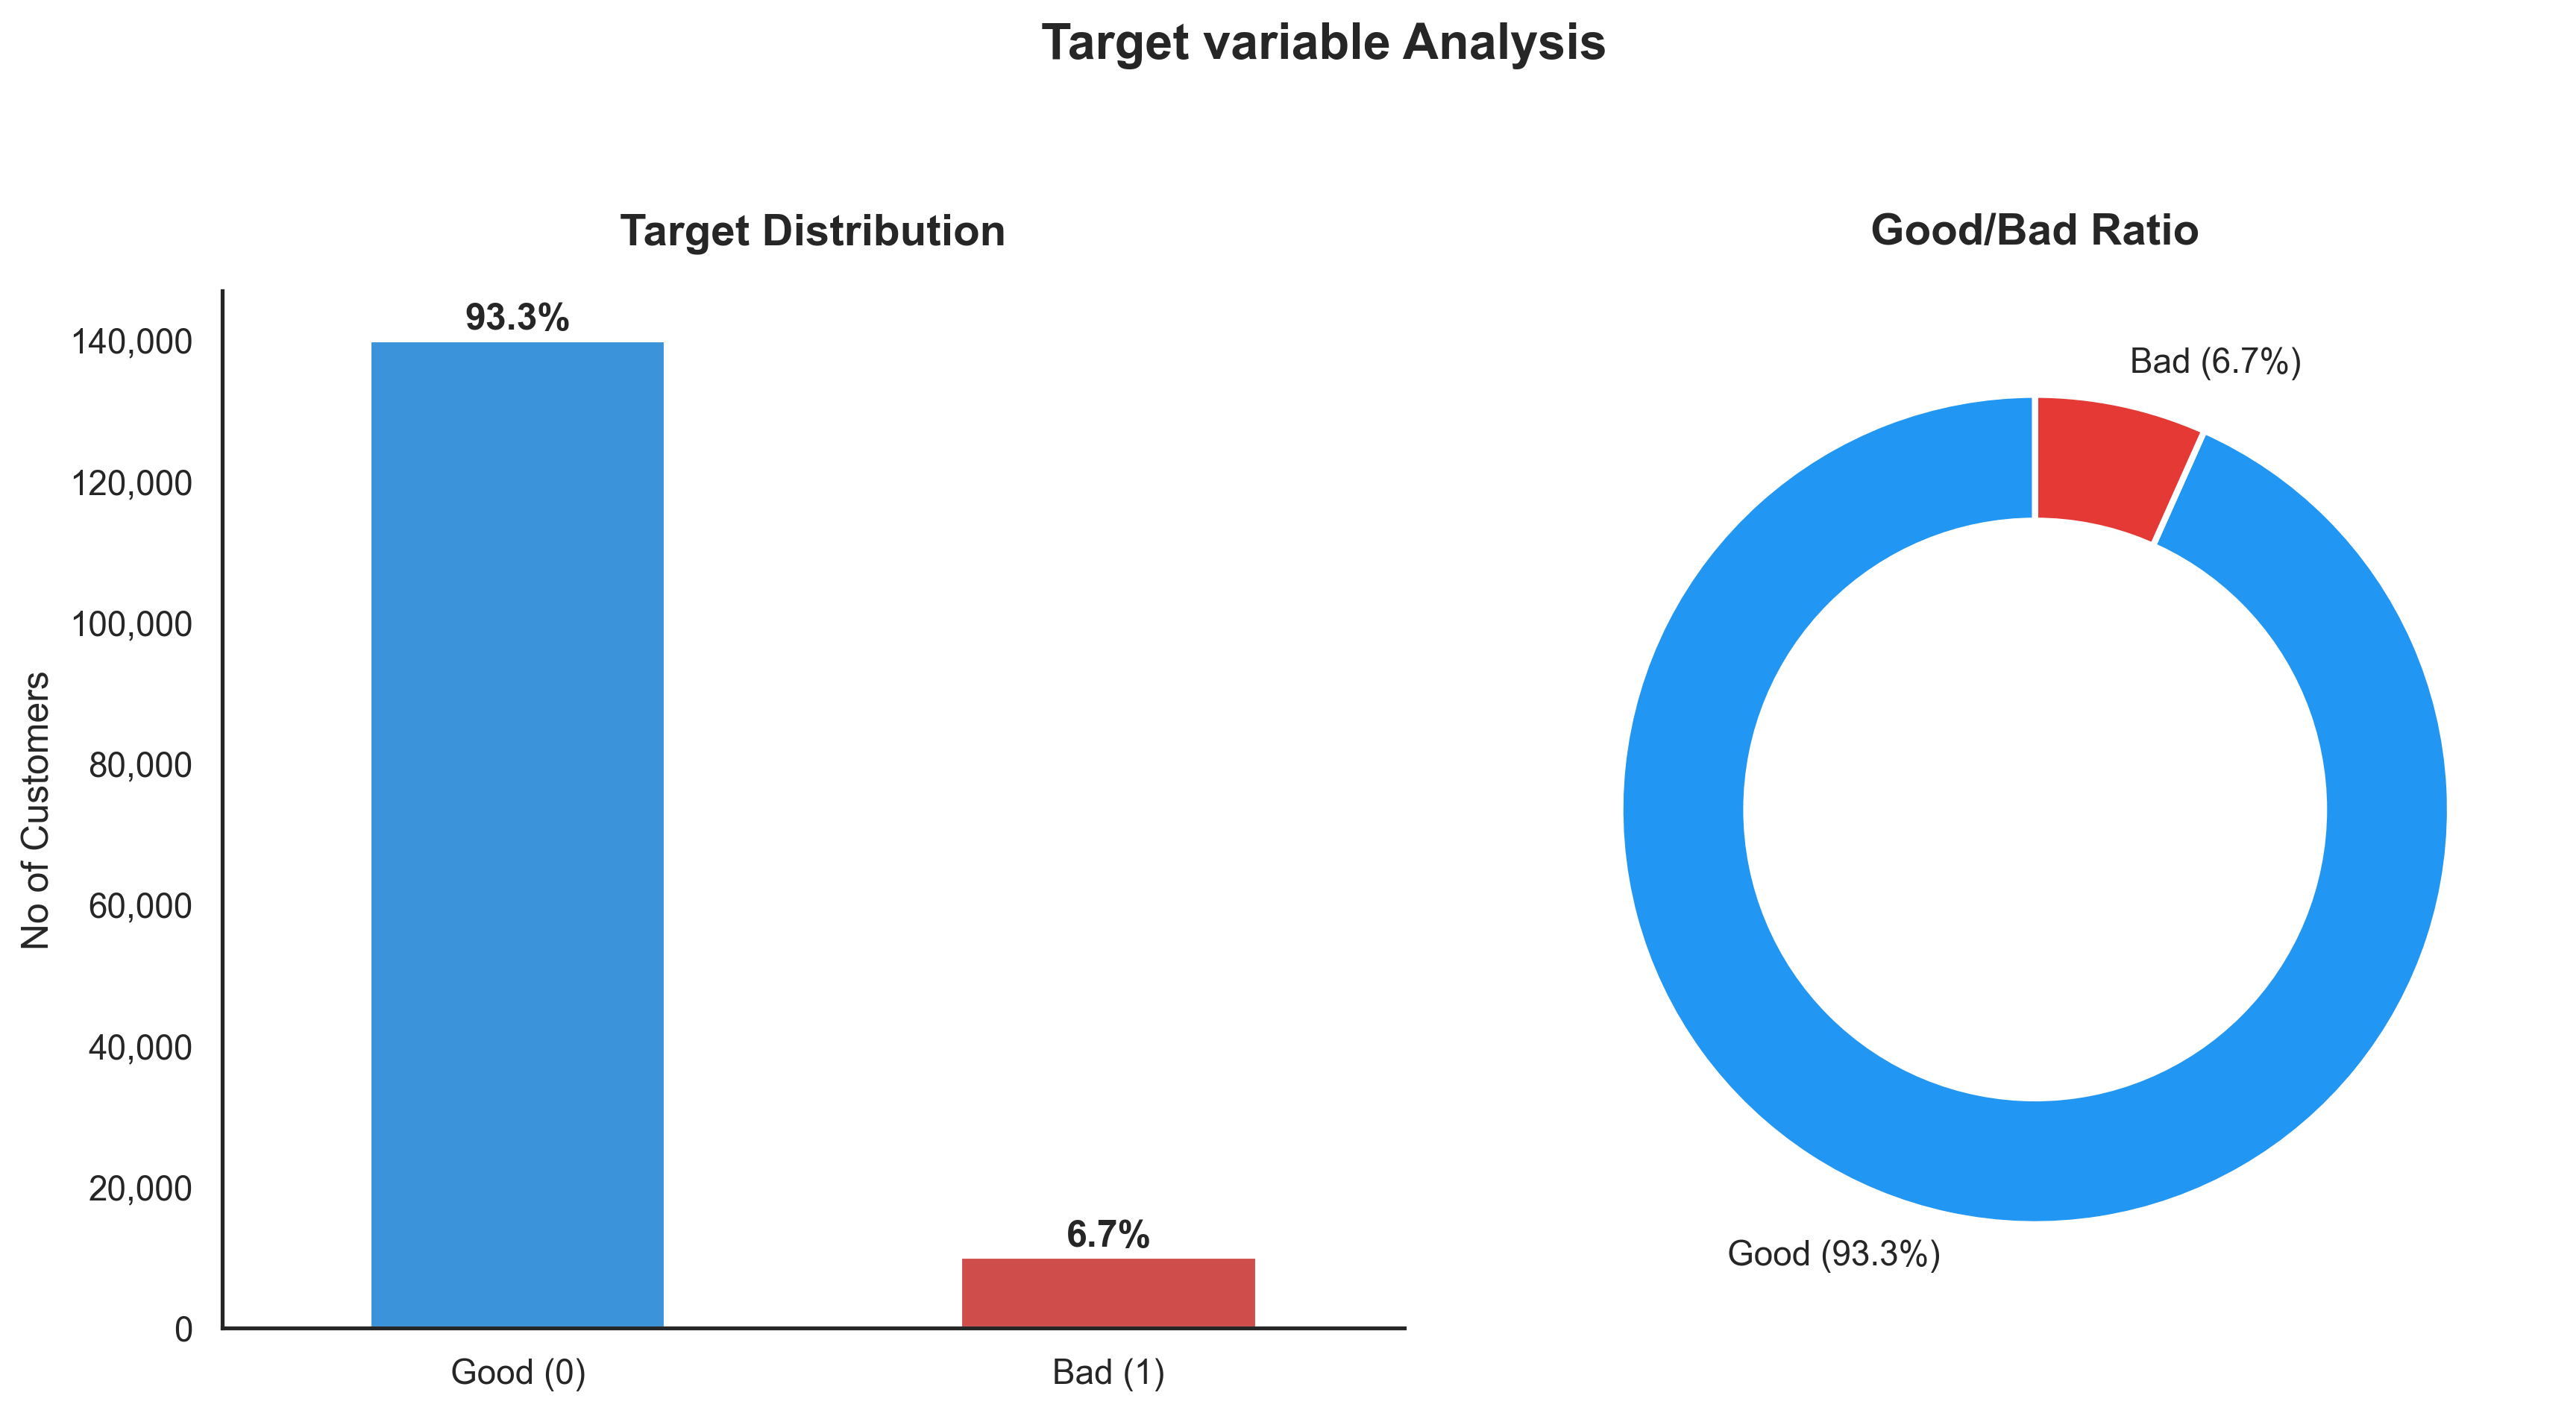 Target variable Analysis
Target Distribution
No of Customers
140,000
120,000
100,000
80,000
60,000
40,000
20,000
0
93.3%
6.7%
Good (0)
Bad (1)
Good/Bad Ratio
Bad (6.7%)
Good (93.3%)